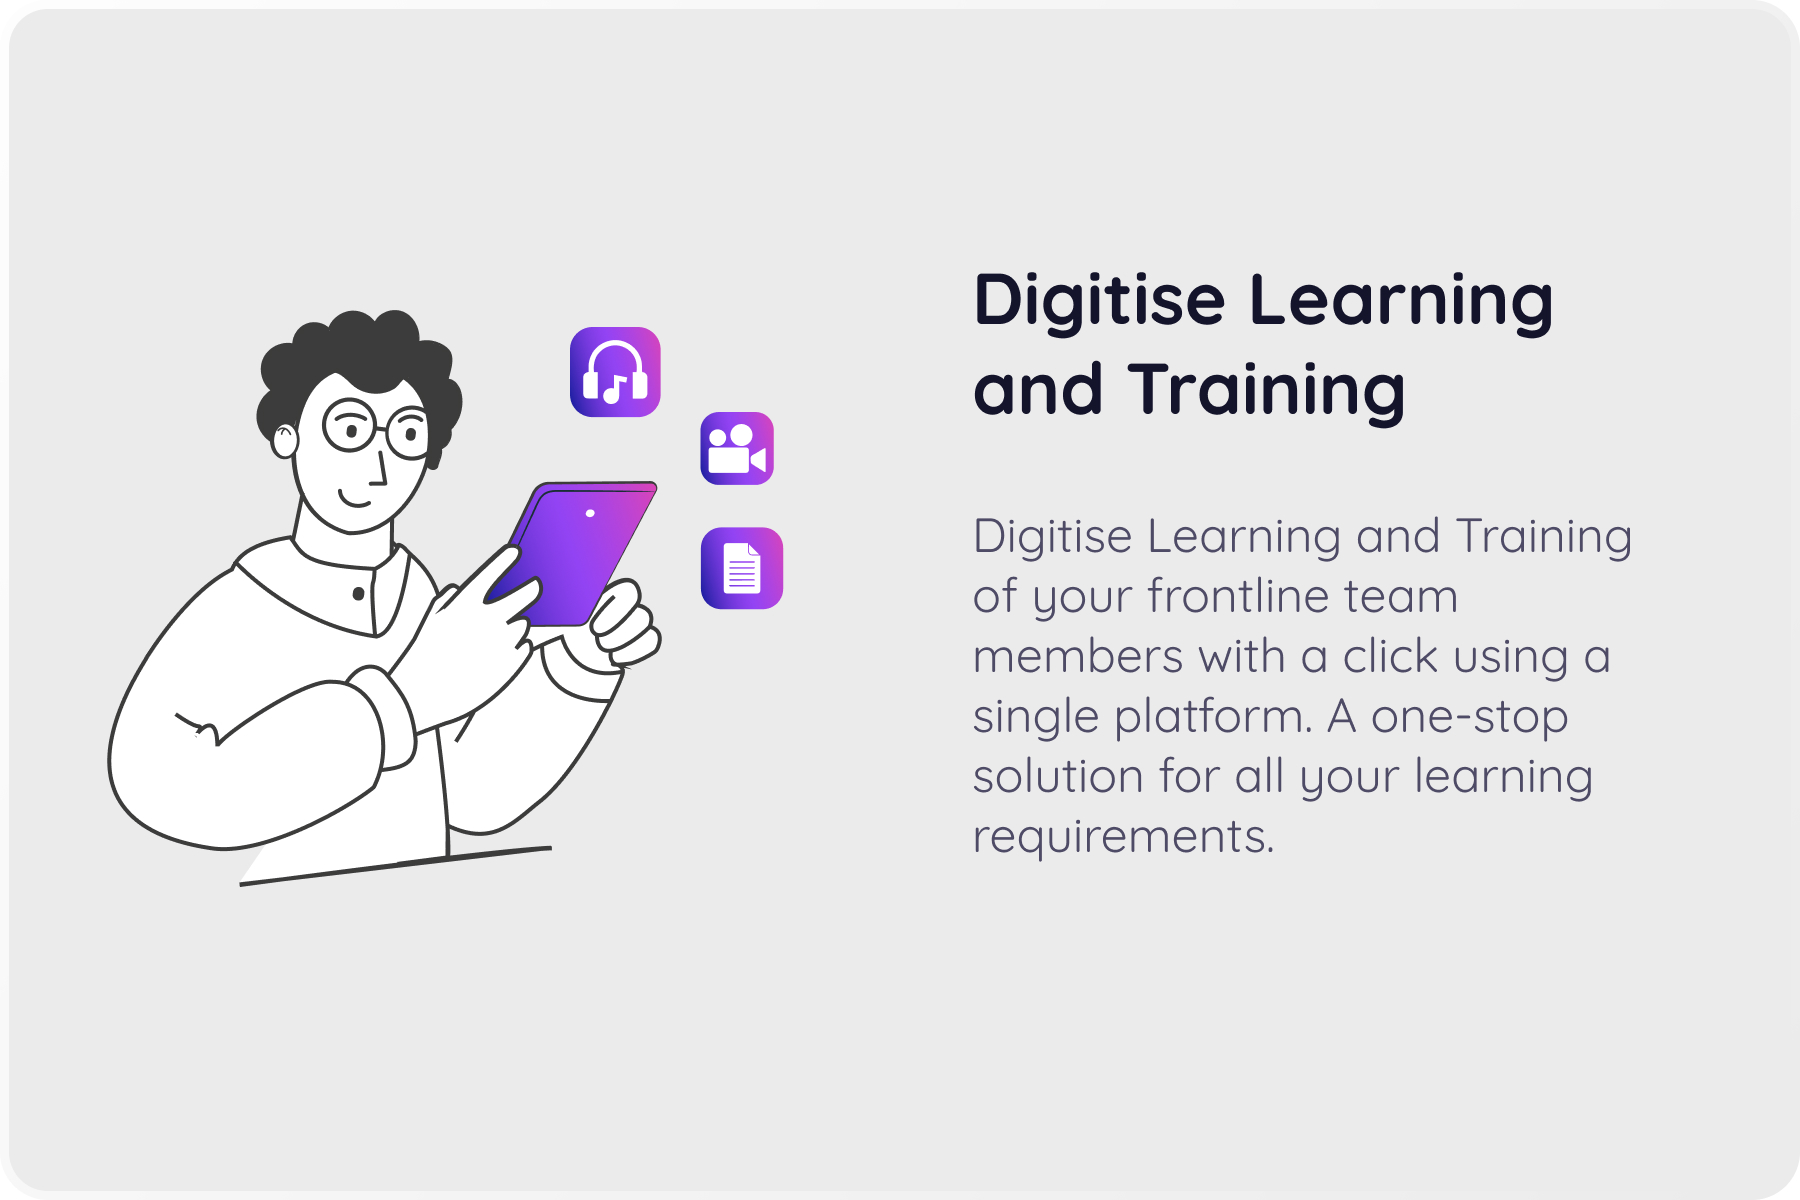 Digitise Learning
and Training
Digitise Learning and Training
of your frontline team
members with a click using a
single platform. A one-stop
solution for all your learning
requirements.